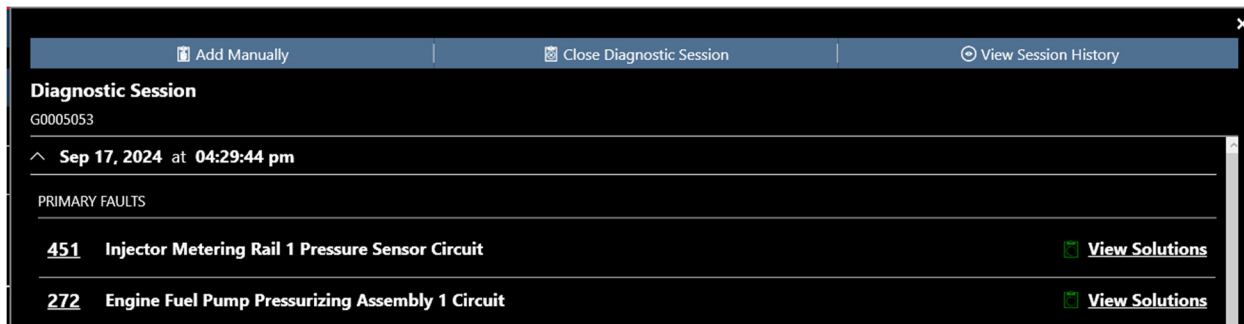 Add Manually
Close Diagnostic Session
View Session History
Diagnostic Session
G0005053
Sep 17, 2024 at 04:29:44 pm
PRIMARY FAULTS
451 Injector Metering Rail 1 Pressure Sensor Circuit View Solutions
272 Engine Fuel Pump Pressurizing Assembly 1 Circuit View Solutions